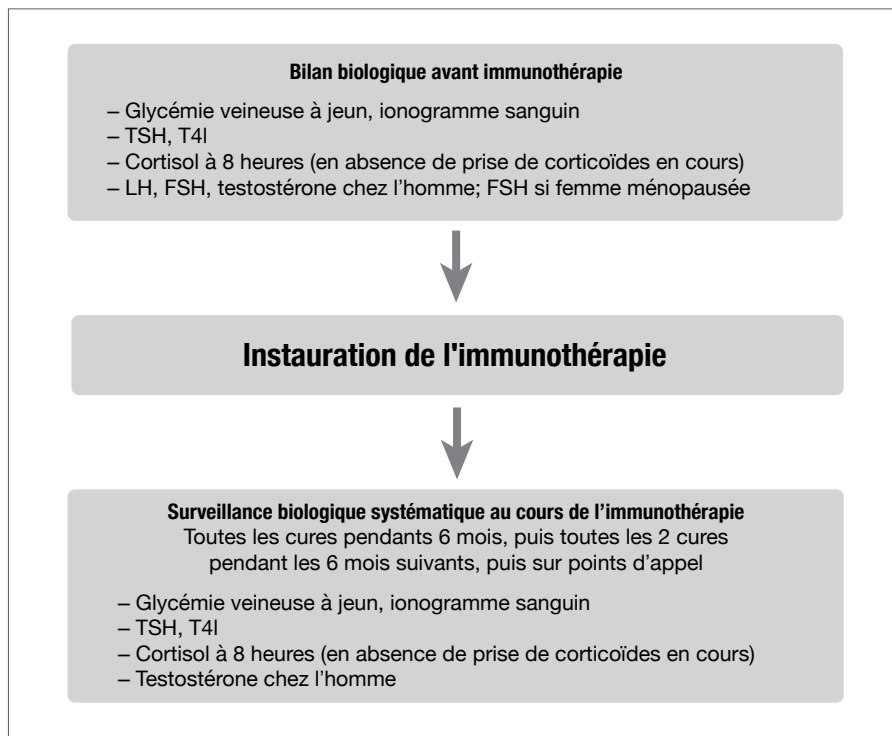 Bilan biologique avant immunothérapie
– Glycémie veineuse à jeun, ionogramme sanguin
– TSH, T4l
– Cortisol à 8 heures (en absence de prise de corticoïdes en cours)
– LH, FSH, testostérone chez l’homme; FSH si femme ménopausée
Instauration de l'immunothérapie
Surveillance biologique systématique au cours de l’immunothérapie
Toutes les cures pendants 6 mois, puis toutes les 2 cures
pendant les 6 mois suivants, puis sur points d’appel
– Glycémie veineuse à jeun, ionogramme sanguin
– TSH, T4l
– Cortisol à 8 heures (en absence de prise de corticoïdes en cours)
– Testostérone chez l’homme